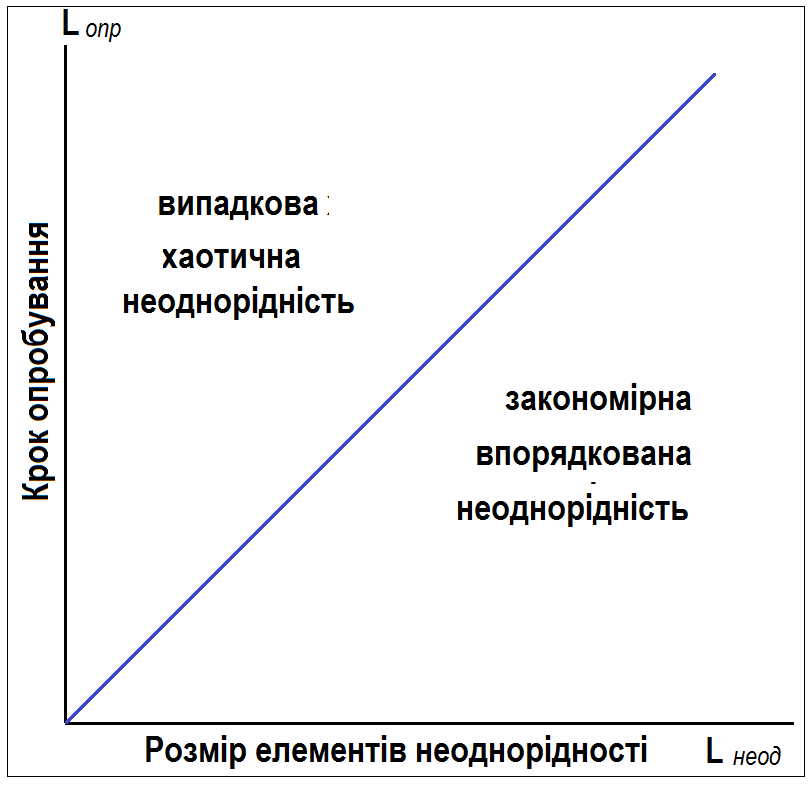 L опр
випадкова
хаотична
неоднорідність
Крок опробування
закономірна
впорядкована
неоднорідність
Розмір елементів неоднорідності L неод